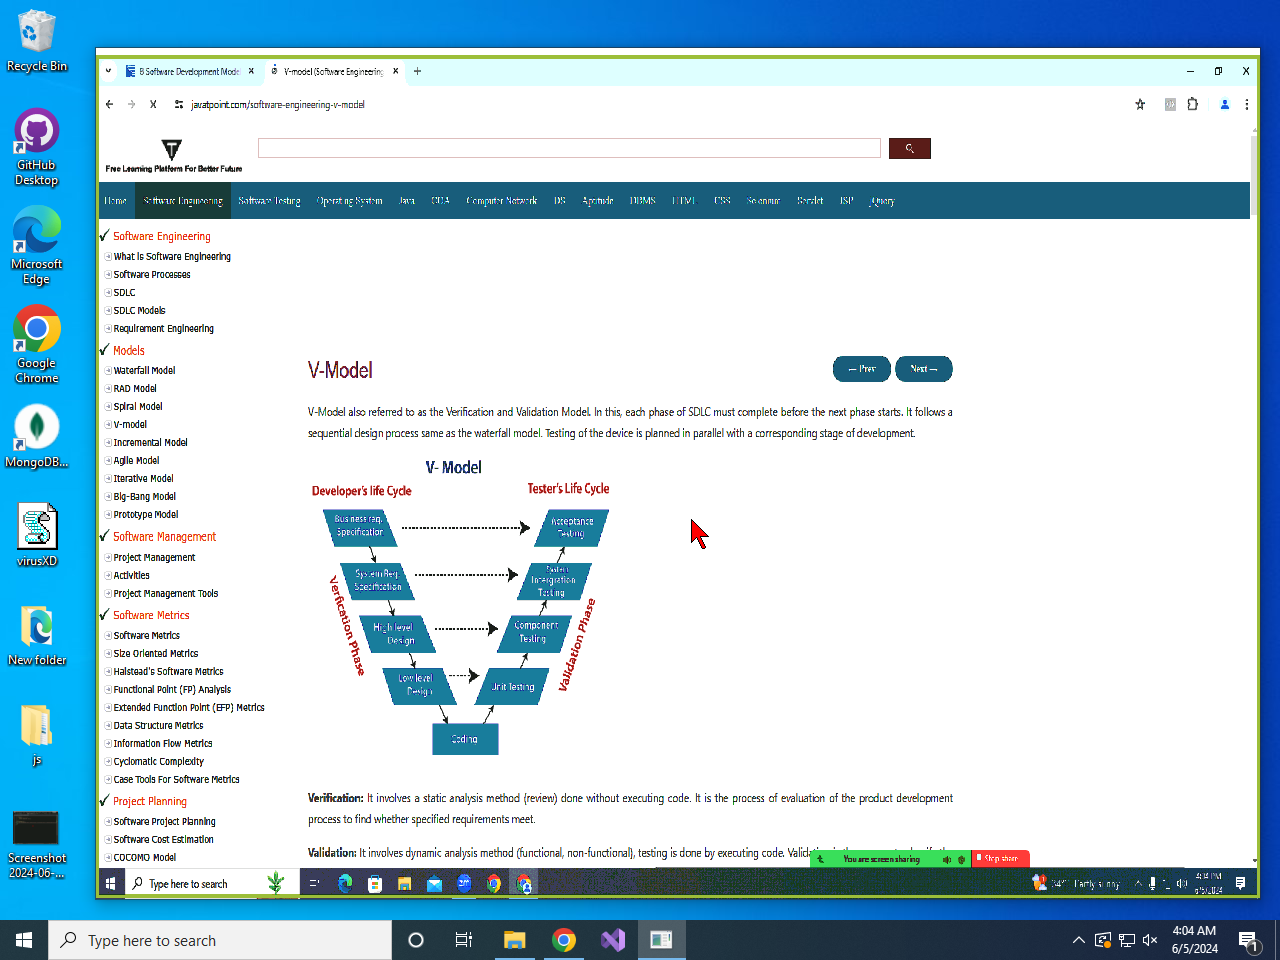 Recycle Bin
GitHub
Desktop
Microsoft
Edge
Google
Chrome
MongoDB...
virusXD
New folder
js
Screenshot
2024-06-...
8 Software Development Model
V-model (Software Engineering
javatpoint.com/software-engineering-v-model
Free Learning Platform For Better Future
Home Software Engineering Software Testing Operating System Java Computer Network DS Aptitude DBMS HTML CSS Selenium Servlet JSP jQuery
Software Engineering
What is Software Engineering
Software Processes
SDLC
SDLC Models
Requirement Engineering
Models
Waterfall Model
RAD Model
Spiral Model
V-model
Incremental Model
Agile Model
Iterative Model
Big-Bang Model
Prototype Model
Software Management
Project Management
Activities
Project Management Tools
Software Metrics
Software Metrics
Size Oriented Metrics
Halstead's Software Metrics
Functional Point (FP) Analysis
Extended Function Point (EFP) Metrics
Data Structure Metrics
Information Flow Metrics
Cyclomatic Complexity
Case Tools For Software Metrics
Project Planning
Software Project Planning
Software Cost Estimation
COCOMO Model
V-Model
← Prev
Next →
V-Model also referred to as the Verification and Validation Model. In this, each phase of SDLC must complete before the next phase starts. It follows a
sequential design process same as the waterfall model. Testing of the device is planned in parallel with a corresponding stage of development.
V- Model
Developer's life Cycle
Tester's Life Cycle
Business req.
Specification
Acceptance
Testing
System Req.
Specification
System
Intergration
Testing
High level
Design
Component
Testing
Low level
Design
Unit Testing
Coding
Verfication Phase
Validation Phase
Verification: It involves a static analysis method (review) done without executing code. It is the process of evaluation of the product development
process to find whether specified requirements meet.
Validation: It involves dynamic analysis method (functional, non-functional), testing is done by executing code.
You are screen sharing
Stop share
Type here to search
Partly sunny
4:04 PM
6/5/2024
Type here to search
4:04 AM
6/5/2024
1